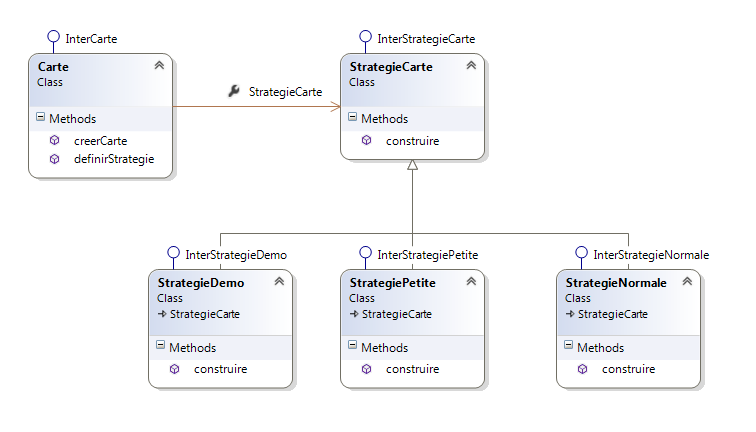 InterCarte
InterStrategieCarte
Carte
Class
StrategieCarte
StrategieCarte
Class
Methods
creerCarte
definirStrategie
Methods
construire
InterStrategieDemo
InterStrategiePetite
InterStrategieNormale
StrategieDemo
Class
StrategieCarte
Methods
construire
StrategiePetite
Class
StrategieCarte
Methods
construire
StrategieNormale
Class
StrategieCarte
Methods
construire